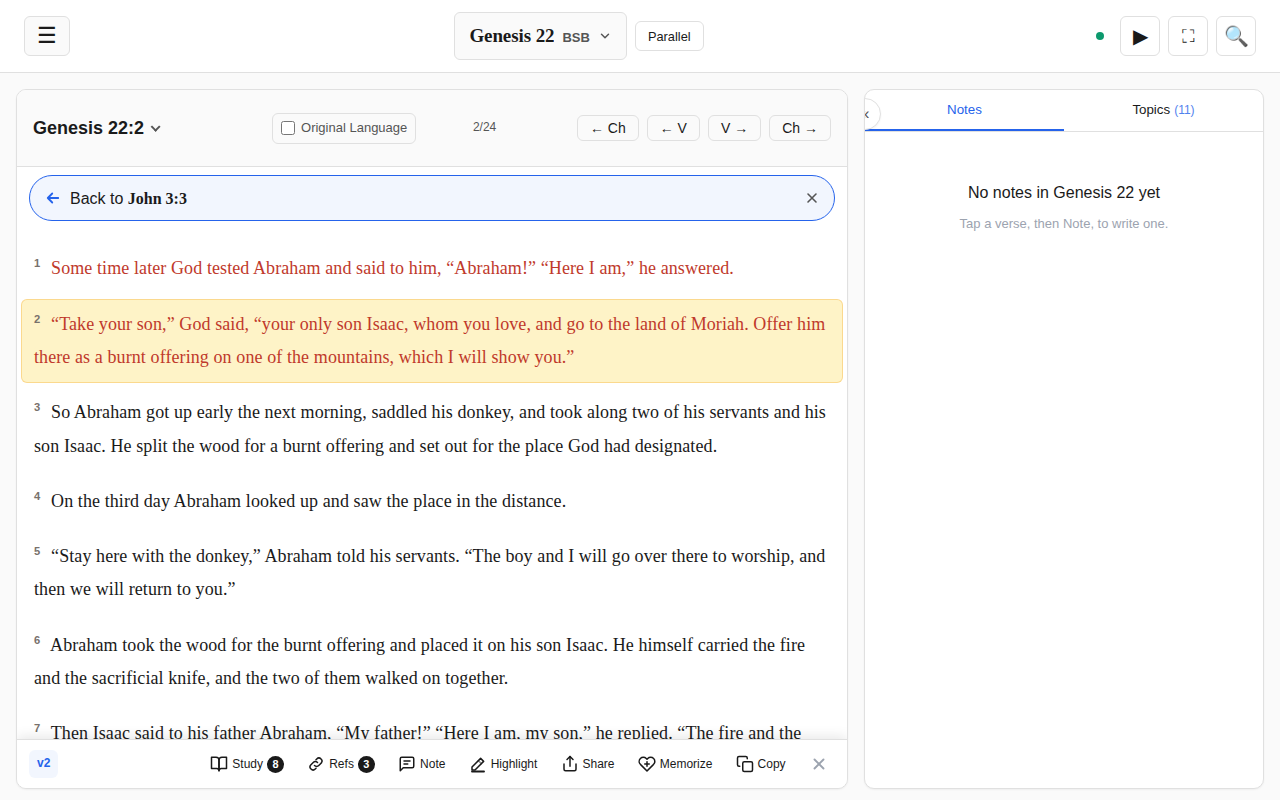 ☰
Genesis 22 BSB
Parallel
Genesis 22:2
Original Language
2/24
← Ch
← V
V →
Ch →
Back to John 3:3
1 Some time later God tested Abraham and said to him, “Abraham!” “Here I am,” he answered.
2 “Take your son,” God said, “your only son Isaac, whom you love, and go to the land of Moriah. Offer him
there as a burnt offering on one of the mountains, which I will show you.”
3 So Abraham got up early the next morning, saddled his donkey, and took along two of his servants and his
son Isaac. He split the wood for a burnt offering and set out for the place God had designated.
4 On the third day Abraham looked up and saw the place in the distance.
5 “Stay here with the donkey,” Abraham told his servants. “The boy and I will go over there to worship, and
then we will return to you.”
6 Abraham took the wood for the burnt offering and placed it on his son Isaac. He himself carried the fire
and the sacrificial knife, and the two of them walked on together.
7 Then Isaac said to his father Abraham, “My father!” “Here I am, my son,” he replied. “The fire and the
v2
Study 8
Refs 3
Note
Highlight
Share
Memorize
Copy
Notes
Topics (11)
No notes in Genesis 22 yet
Tap a verse, then Note, to write one.